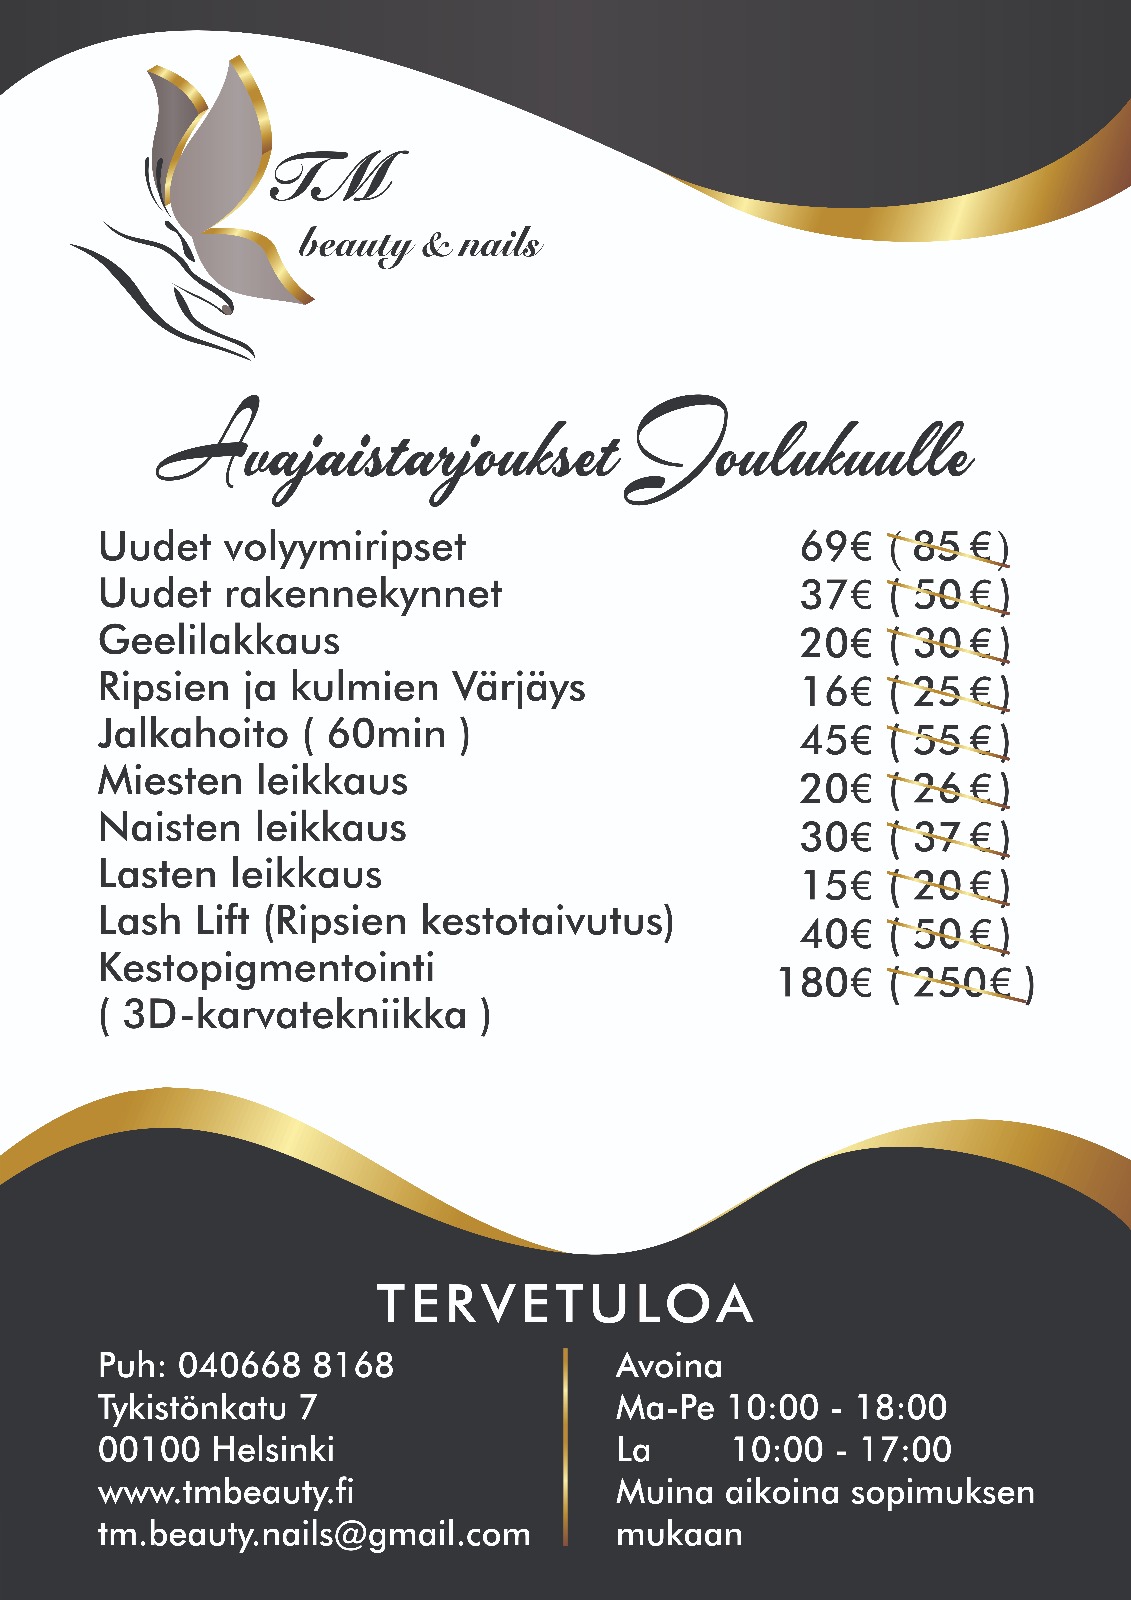 TM
beauty & nails
Avajaistarjoukset Joulukuulle
Uudet volyymiripset 69€ ( 85 € )
Uudet rakennekynnet 37€ ( 50 € )
Geelilakkaus 20€ ( 30 € )
Ripsien ja kulmien Värjäys 16€ ( 25 € )
Jalkahoito ( 60min ) 45€ ( 55 € )
Miesten leikkaus 20€ ( 26 € )
Naisten leikkaus 30€ ( 37 € )
Lasten leikkaus 15€ ( 20 € )
Lash Lift (Ripsien kestotaivutus) 40€ ( 50 € )
Kestopigmentointi 180€ ( 250€ )
( 3D-karvatekniikka )
TERVETULOA
Puh: 040668 8168
Tykistönkatu 7
00100 Helsinki
www.tmbeauty.fi
tm.beauty.nails@gmail.com
Avoina
Ma-Pe 10:00 - 18:00
La 10:00 - 17:00
Muina aikoina sopimuksen
mukaan